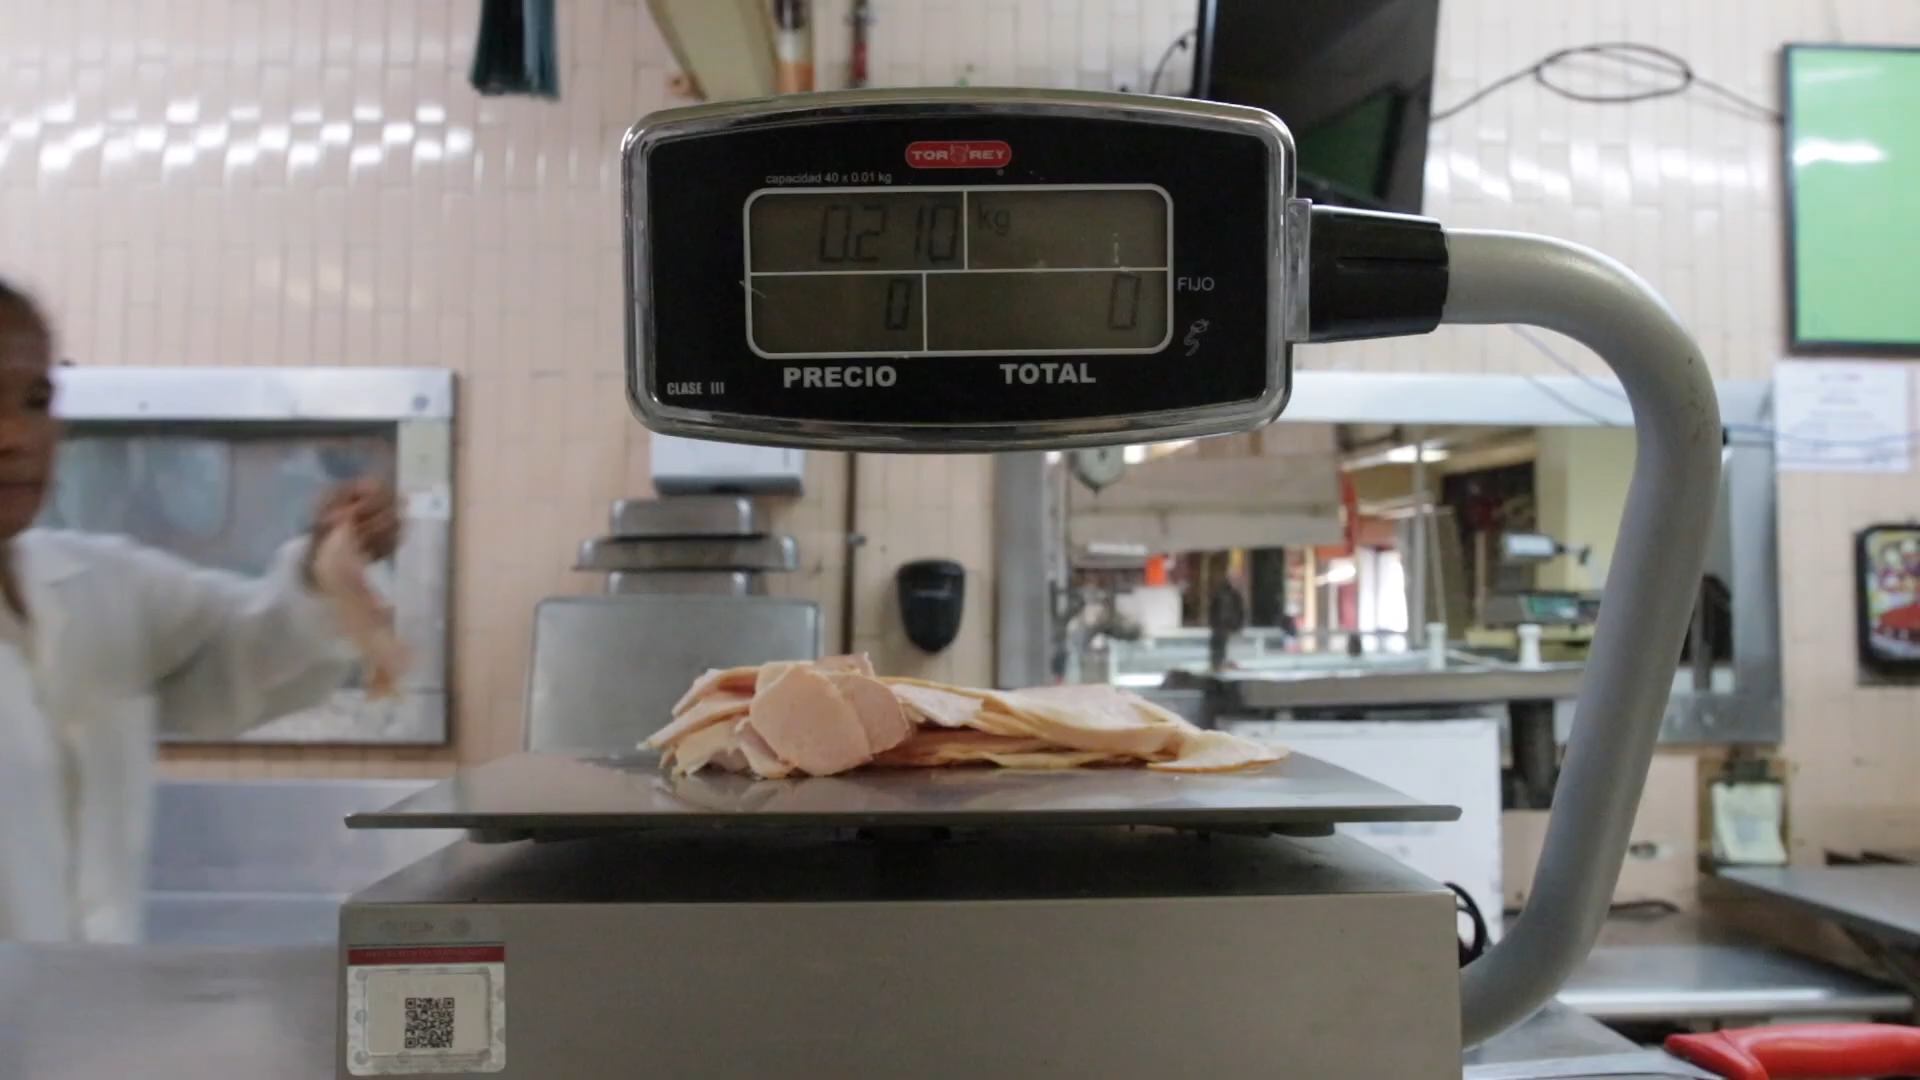 TOR REY
capacidad 40 x 0.01 kg
0.210 kg
0 0
FIJO
PRECIO TOTAL
CLASE III